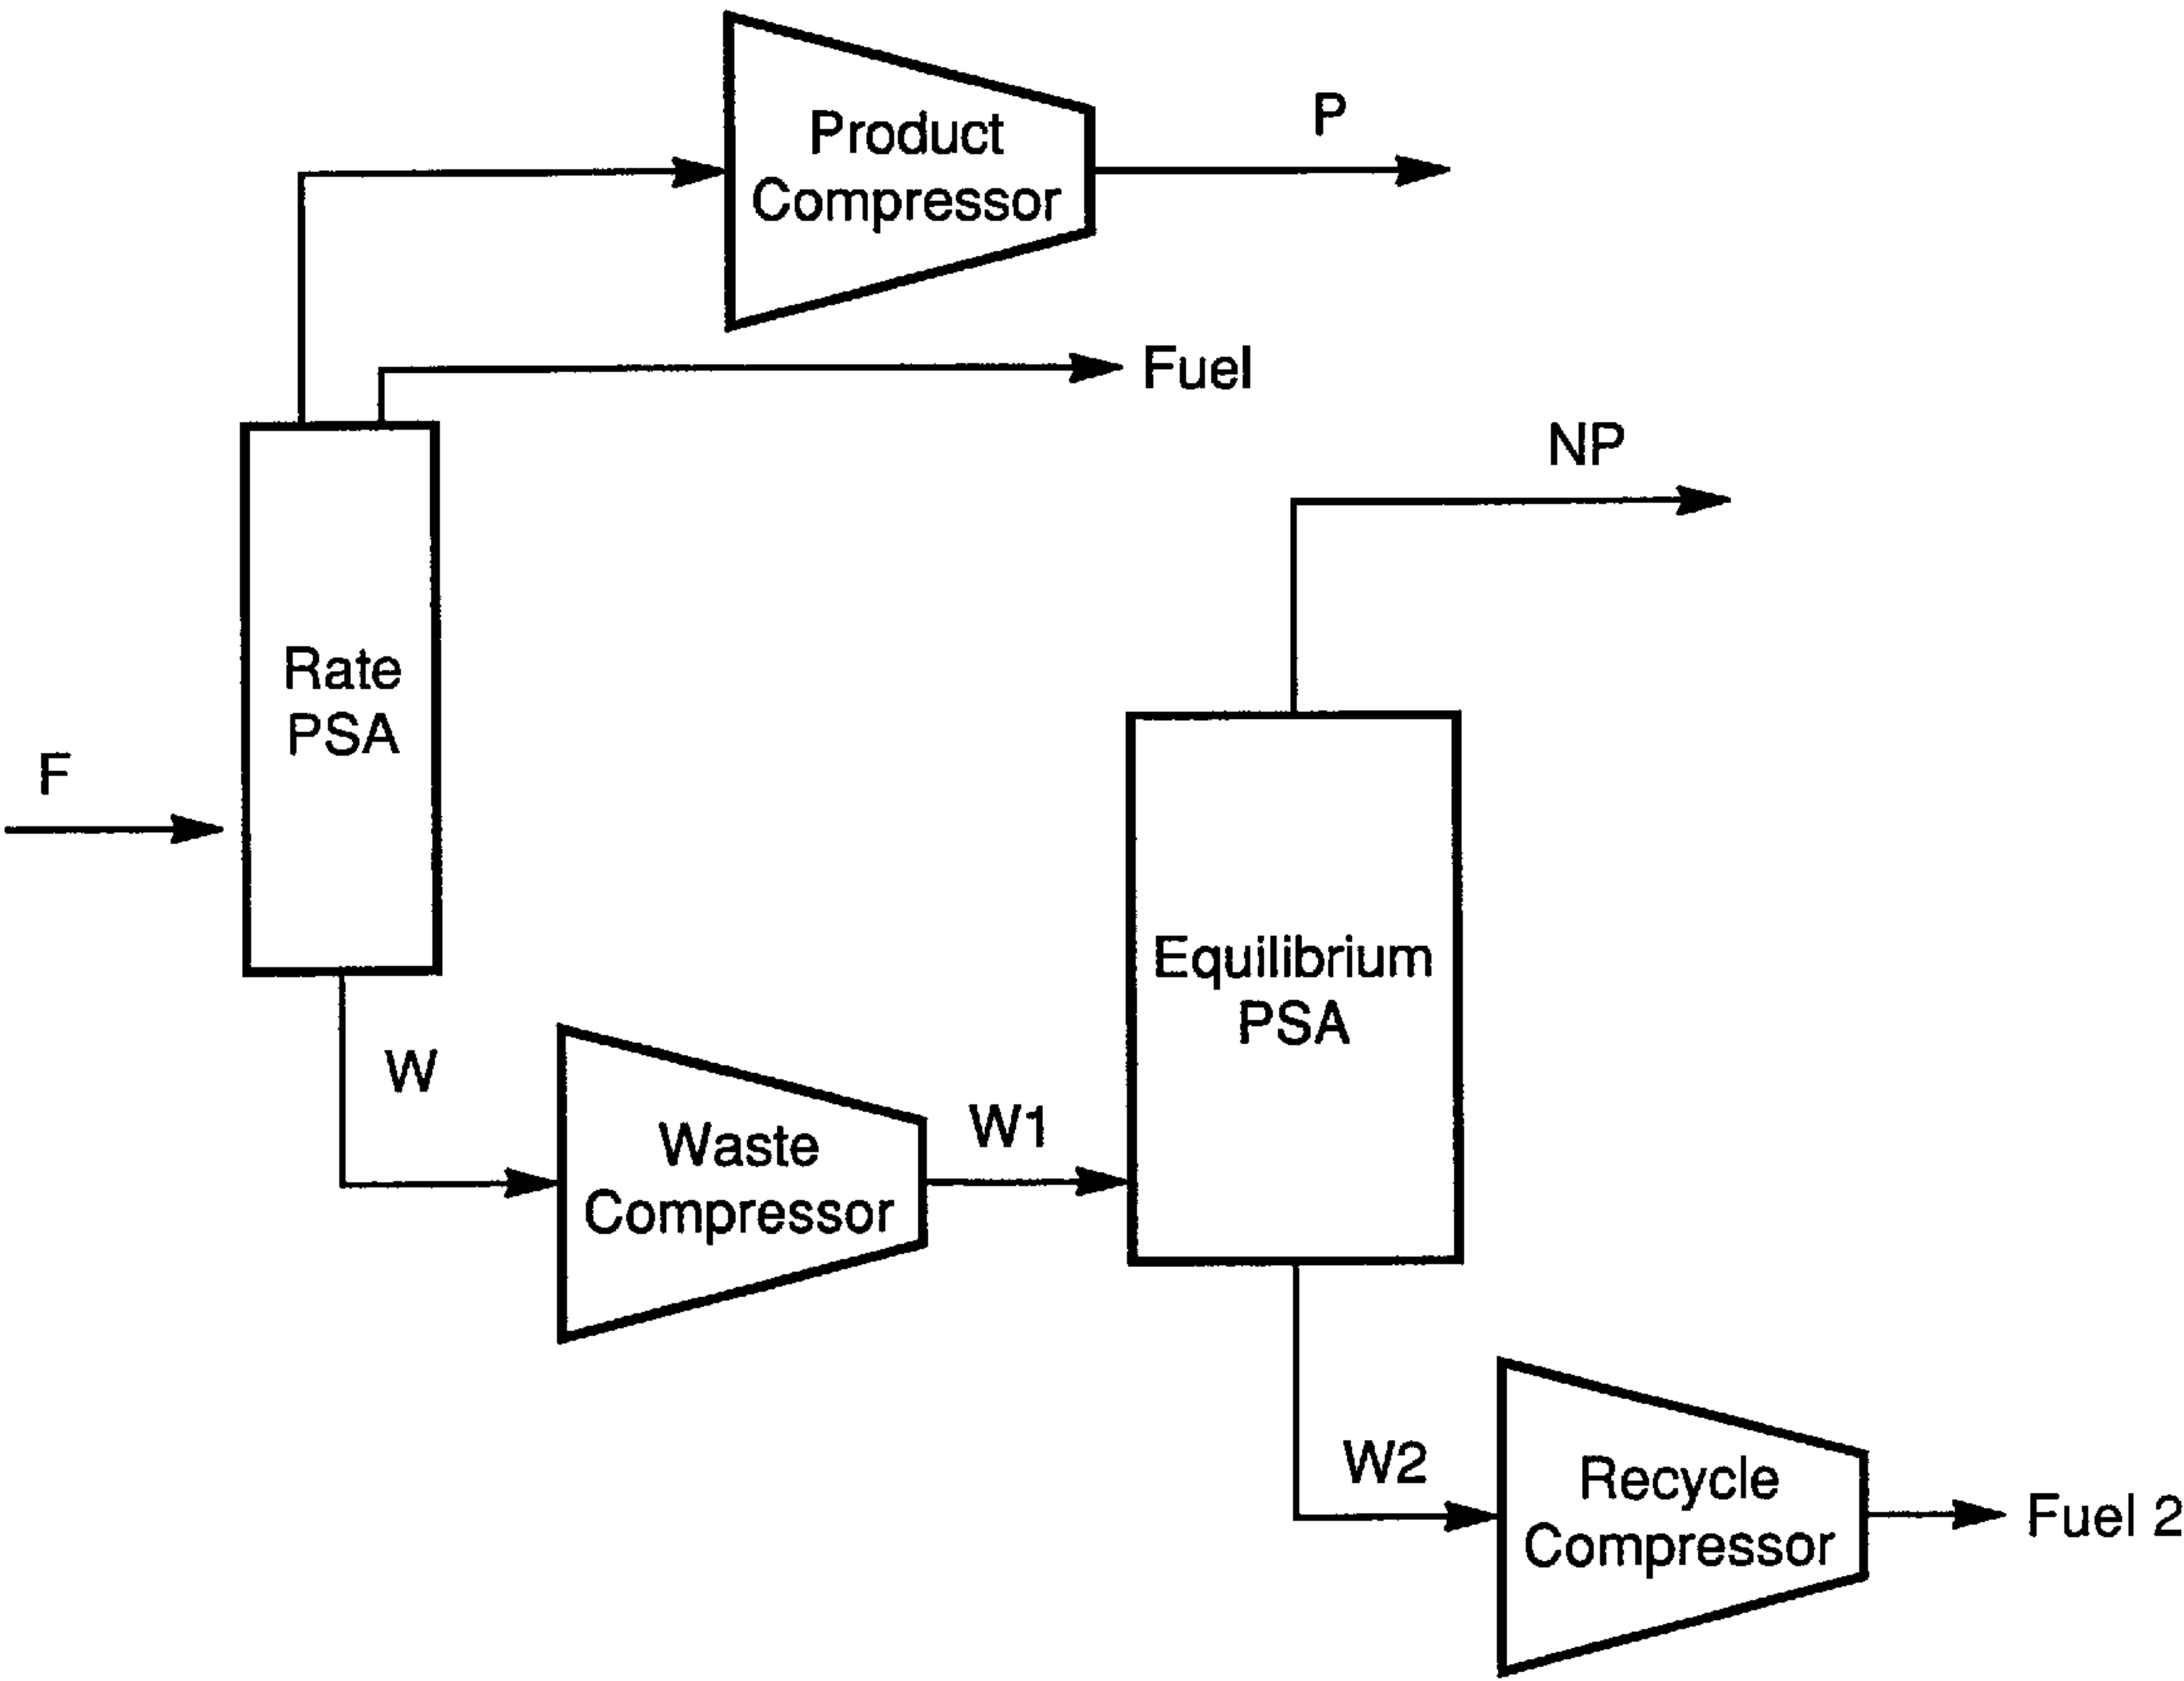 Product
Compressor
P
Fuel
NP
Rate
PSA
F
Equilibrium
PSA
W
Waste
Compressor
W1
W2
Recycle
Compressor
Fuel 2